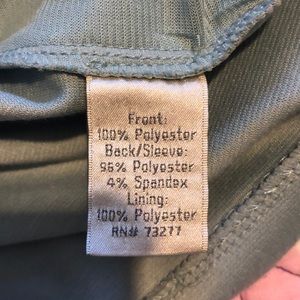 Front:
100% Polyester
Back/Sleeve:
96% Polyester
4% Spandex
Lining:
100% Polyester
RN# 73277